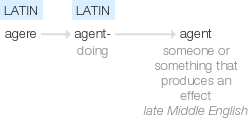 LATIN LATIN
agere agent- agent
doing someone or
something that
produces an
effect
late Middle English